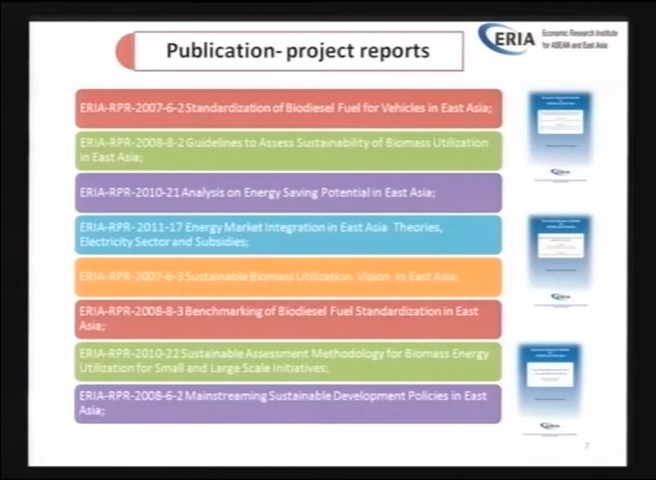 Publication- project reports
ERIA
Economic Research Institute
for ASEAN and East Asia
ERIA-RPR-2007-6-2 Standardization of Biodiesel Fuel for Vehicles in East Asia;
ERIA-RPR-2008-8-2 Guidelines to Assess Sustainability of Biomass Utilization
in East Asia;
ERIA-RPR-2010-21 Analysis on Energy Saving Potential in East Asia;
ERIA-RPR- 2011-17 Energy Market Integration in East Asia Theories,
Electricity Sector and Subsidies;
ERIA-RPR-2007-6-3 Sustainable Biomass Utilization Vision in East Asia;
ERIA-RPR-2008-8-3 Benchmarking of Biodiesel Fuel Standardization in East
Asia;
ERIA-RPR-2010-22 Sustainable Assessment Methodology for Biomass Energy
Utilization for Small and Large Scale Initiatives;
ERIA-RPR-2008-6-2 Mainstreaming Sustainable Development Policies in East
Asia;
7